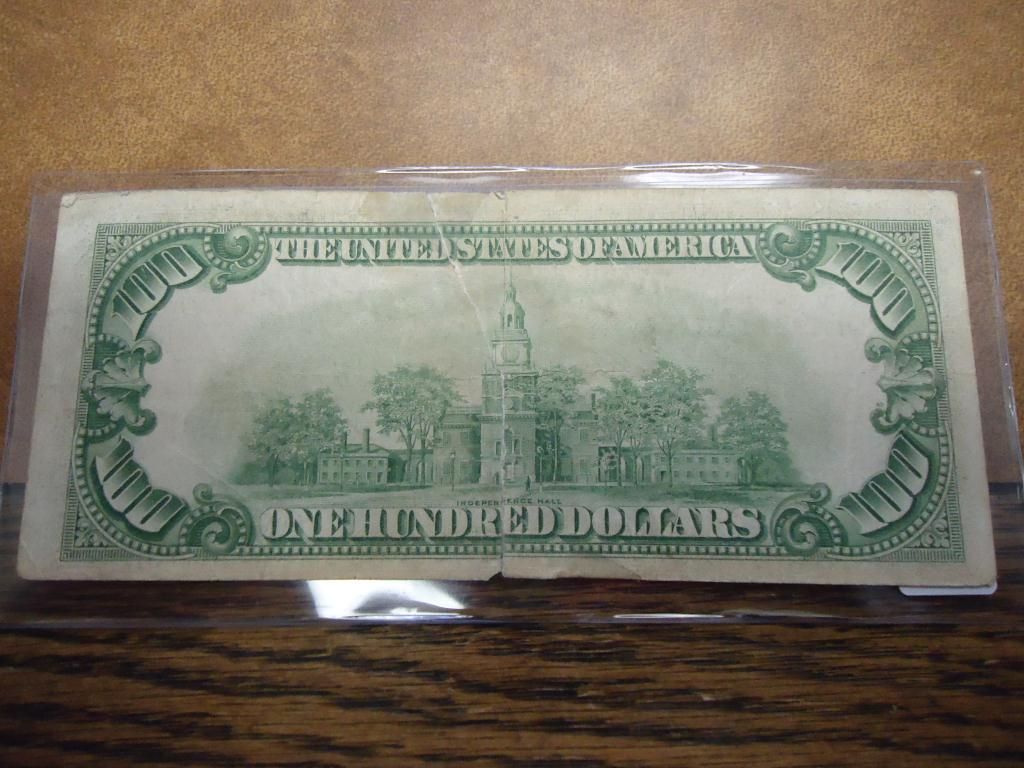 THE UNITED STATES OF AMERICA
100
100
INDEPENDENCE HALL
100
ONE HUNDRED DOLLARS
100